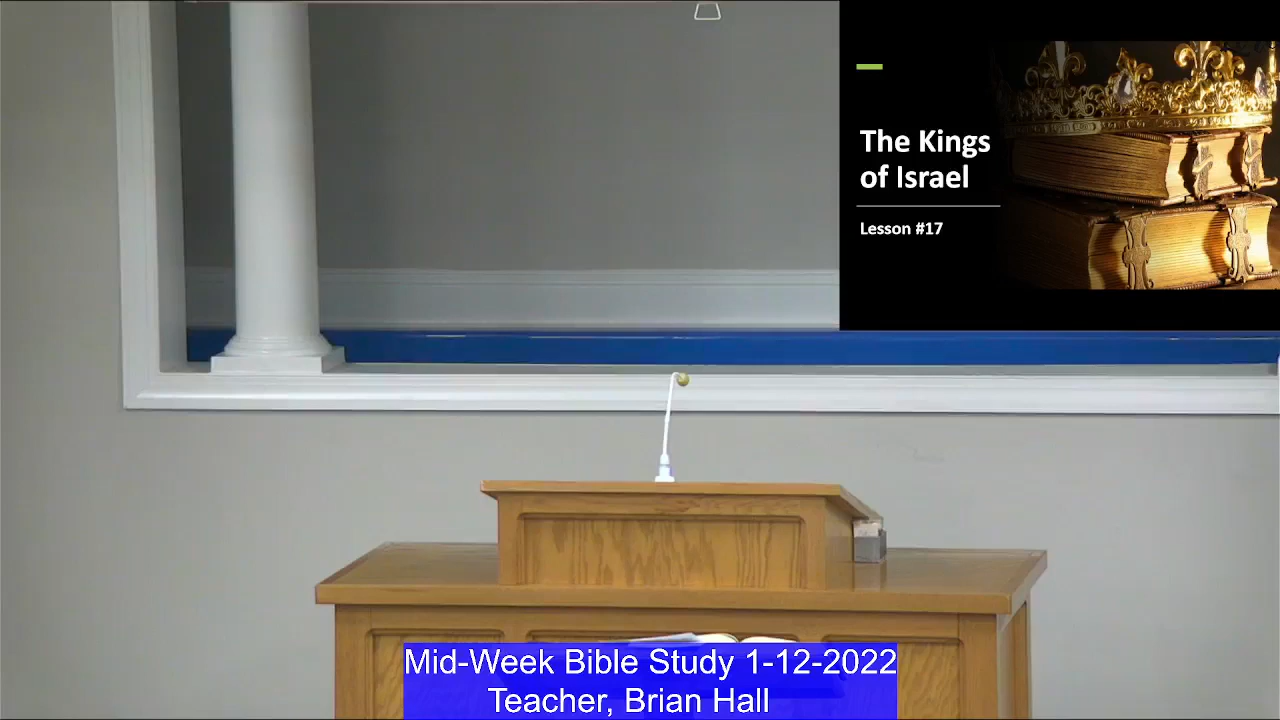 The Kings
of Israel
Lesson #17
Mid-Week Bible Study 1-12-2022
Teacher, Brian Hall